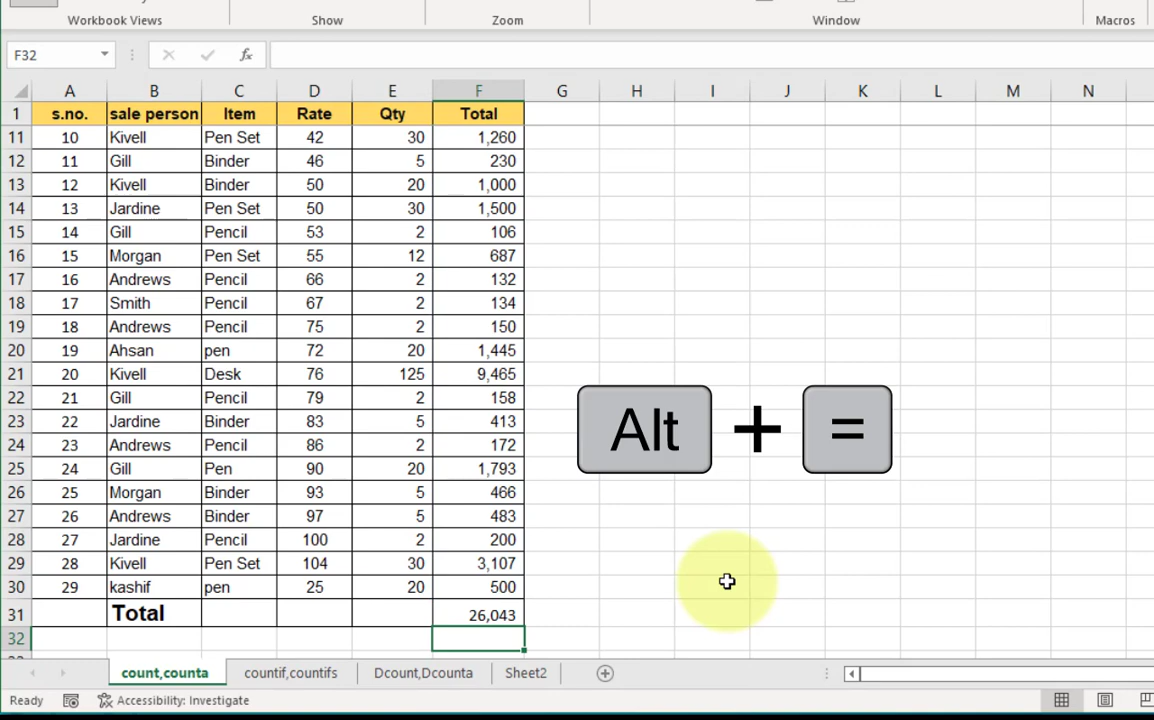 Workbook Views Show Zoom Window Macros
F32 fx
A B C D E F G H I J K L M N
1 s.no. sale person Item Rate Qty Total
11 10 Kivell Pen Set 42 30 1,260
12 11 Gill Binder 46 5 230
13 12 Kivell Binder 50 20 1,000
14 13 Jardine Pen Set 50 30 1,500
15 14 Gill Pencil 53 2 106
16 15 Morgan Pen Set 55 12 687
17 16 Andrews Pencil 66 2 132
18 17 Smith Pencil 67 2 134
19 18 Andrews Pencil 75 2 150
20 19 Ahsan pen 72 20 1,445
21 20 Kivell Desk 76 125 9,465
22 21 Gill Pencil 79 2 158
23 22 Jardine Binder 83 5 413
24 23 Andrews Pencil 86 2 172
25 24 Gill Pen 90 20 1,793
26 25 Morgan Binder 93 5 466
27 26 Andrews Binder 97 5 483
28 27 Jardine Pencil 100 2 200
29 28 Kivell Pen Set 104 30 3,107
30 29 kashif pen 25 20 500
31 Total 26,043
32
Alt + =
count,counta countif,countifs Dcount,Dcounta Sheet2
Ready Accessibility: Investigate